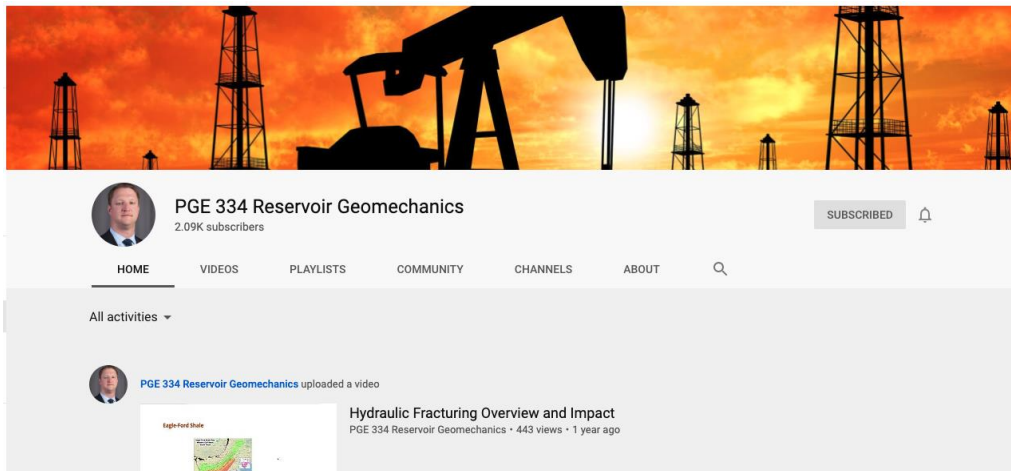 PGE 334 Reservoir Geomechanics
2.09K subscribers
SUBSCRIBED
HOME VIDEOS PLAYLISTS COMMUNITY CHANNELS ABOUT
All activities
PGE 334 Reservoir Geomechanics uploaded a video
Hydraulic Fracturing Overview and Impact
PGE 334 Reservoir Geomechanics • 443 views • 1 year ago
Eagle-Ford Shale